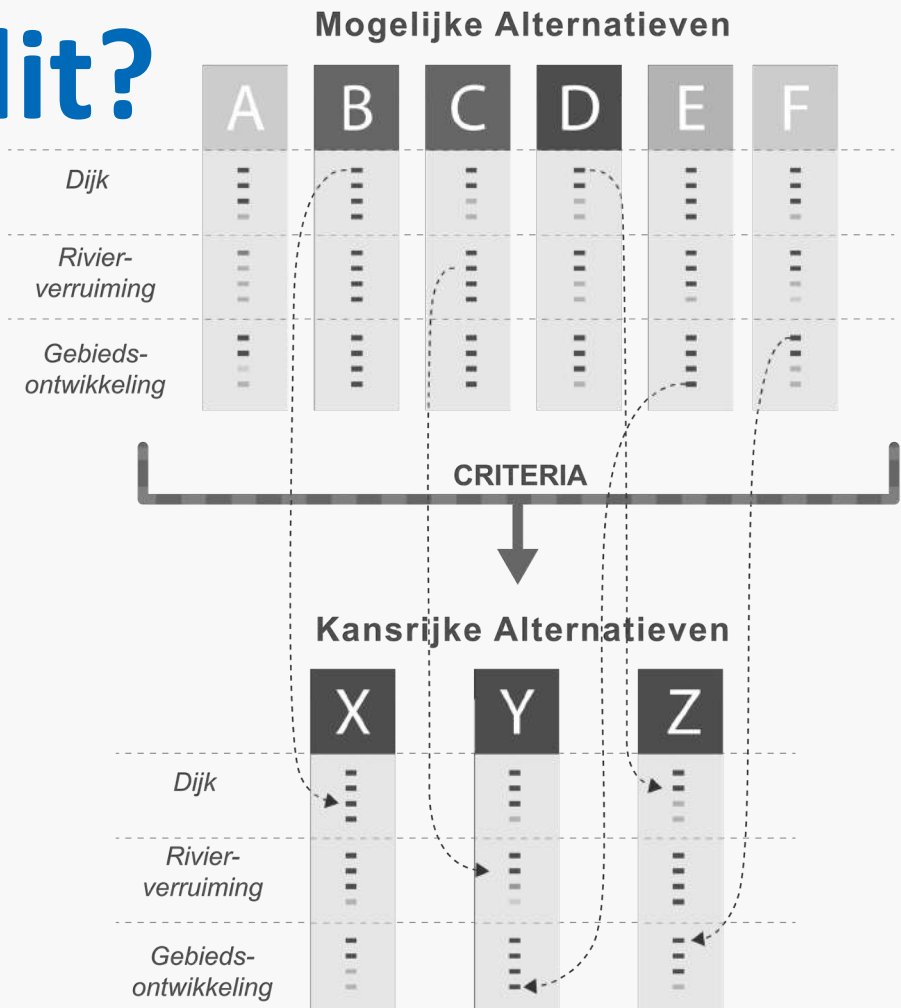 Mogelijke Alternatieven
dit?
A B C D E F
Dijk
Rivier-
verruiming
Gebieds-
ontwikkeling
CRITERIA
Kansrijke Alternatieven
X Y Z
Dijk
Rivier-
verruiming
Gebieds-
ontwikkeling